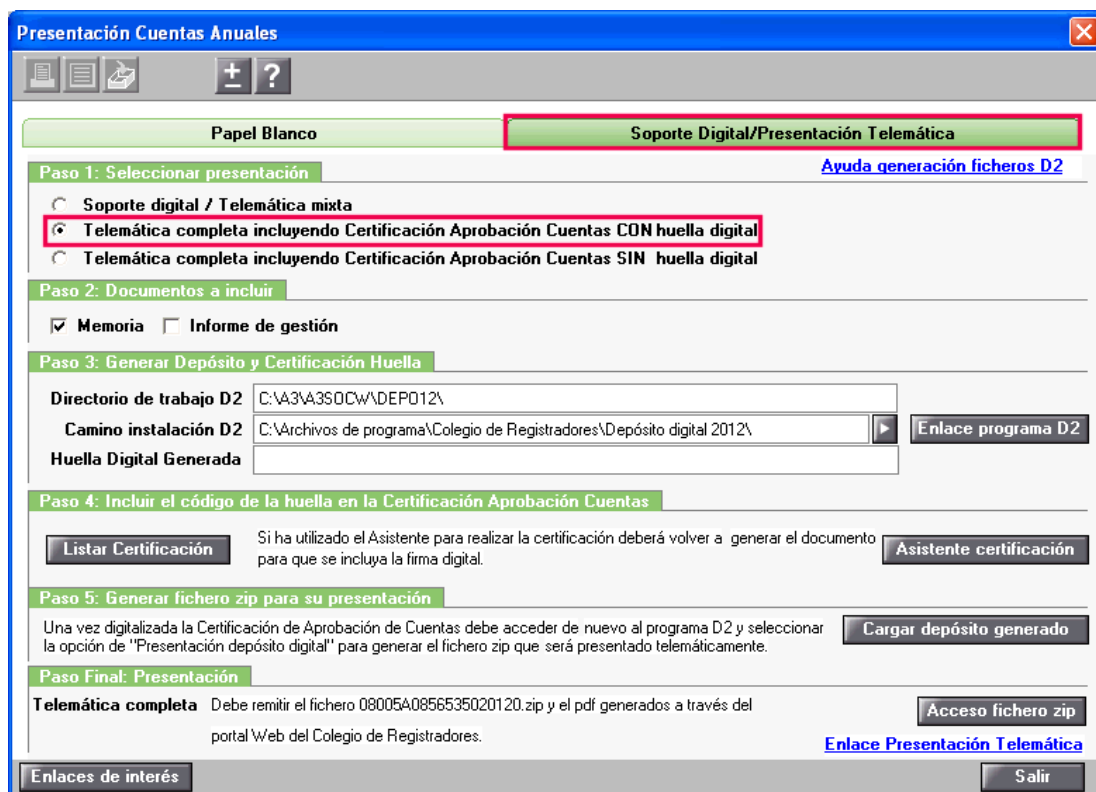 Presentación Cuentas Anuales
Papel Blanco
Soporte Digital/Presentación Telemática
Paso 1: Seleccionar presentación
Ayuda generación ficheros D2
Soporte digital / Telemática mixta
Telemática completa incluyendo Certificación Aprobación Cuentas CON huella digital
Telemática completa incluyendo Certificación Aprobación Cuentas SIN huella digital
Paso 2: Documentos a incluir
Memoria
Informe de gestión
Paso 3: Generar Depósito y Certificación Huella
Directorio de trabajo D2
C:\A3\A3SOCW\DEPO12\
Camino instalación D2
C:\Archivos de programa\Colegio de Registradores\Depósito digital 2012\
Enlace programa D2
Huella Digital Generada
Paso 4: Incluir el código de la huella en la Certificación Aprobación Cuentas
Listar Certificación
Si ha utilizado el Asistente para realizar la certificación deberá volver a generar el documento
para que se incluya la firma digital.
Asistente certificación
Paso 5: Generar fichero zip para su presentación
Una vez digitalizada la Certificación de Aprobación de Cuentas debe acceder de nuevo al programa D2 y seleccionar
la opción de "Presentación depósito digital" para generar el fichero zip que será presentado telemáticamente.
Cargar depósito generado
Paso Final: Presentación
Telemática completa
Debe remitir el fichero 08005A0856535020120.zip y el pdf generados a través del
portal Web del Colegio de Registradores.
Acceso fichero zip
Enlace Presentación Telemática
Enlaces de interés
Salir